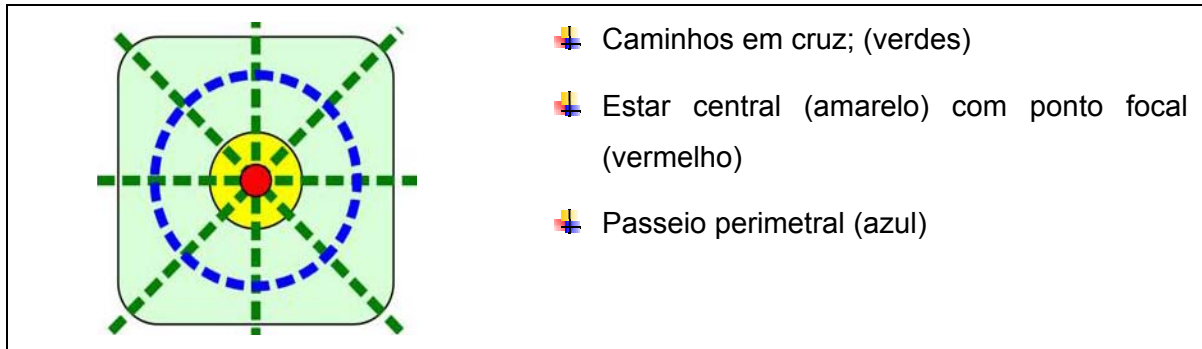 Caminhos em cruz; (verdes)
Estar central (amarelo) com ponto focal
(vermelho)
Passeio perimetral (azul)